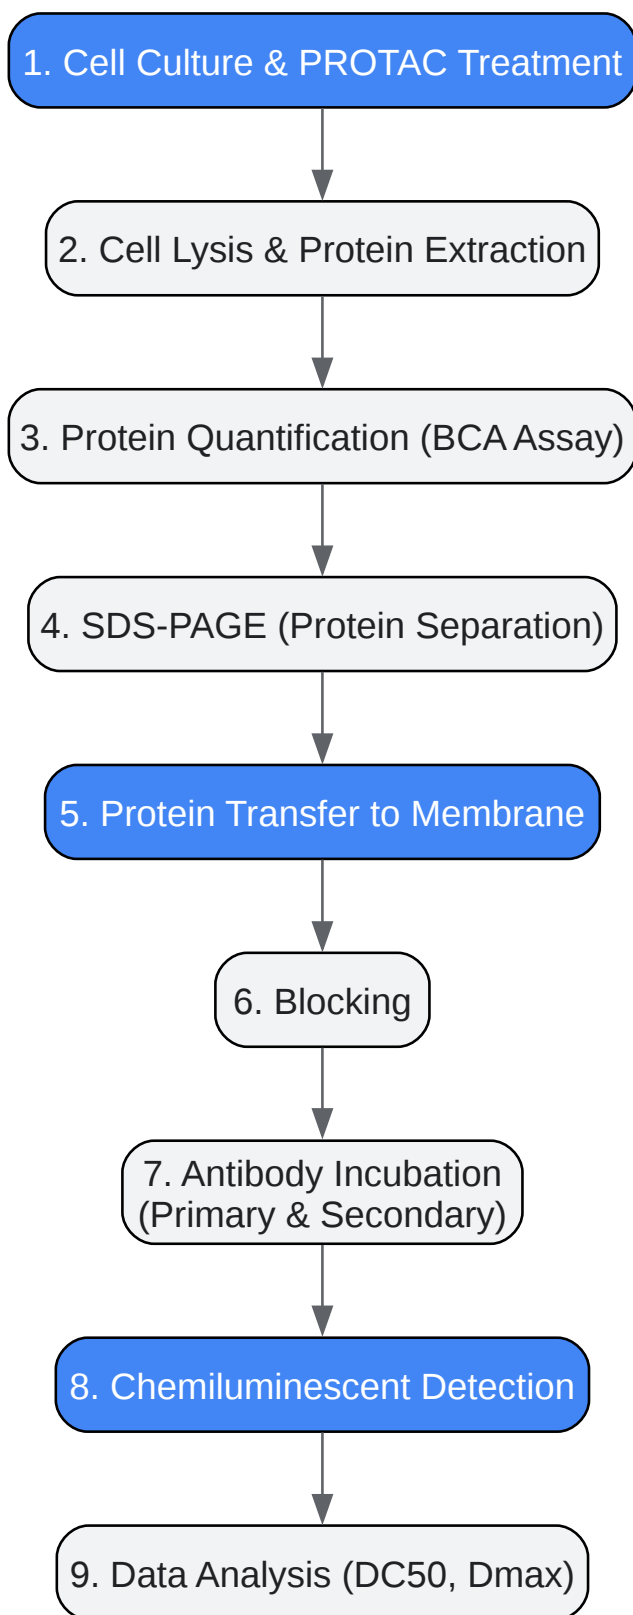 1. Cell Culture & PROTAC Treatment
2. Cell Lysis & Protein Extraction
3. Protein Quantification (BCA Assay)
4. SDS-PAGE (Protein Separation)
5. Protein Transfer to Membrane
6. Blocking
7. Antibody Incubation
(Primary & Secondary)
8. Chemiluminescent Detection
9. Data Analysis (DC50, Dmax)